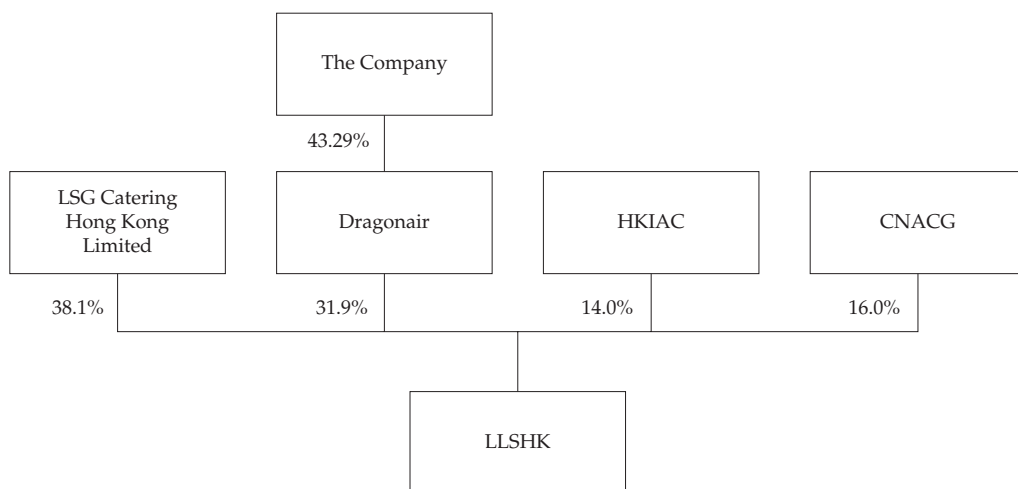 The Company
43.29%
LSG Catering
Hong Kong
Limited
Dragonair
HKIAC
CNACG
38.1%
31.9%
14.0%
16.0%
LLSHK